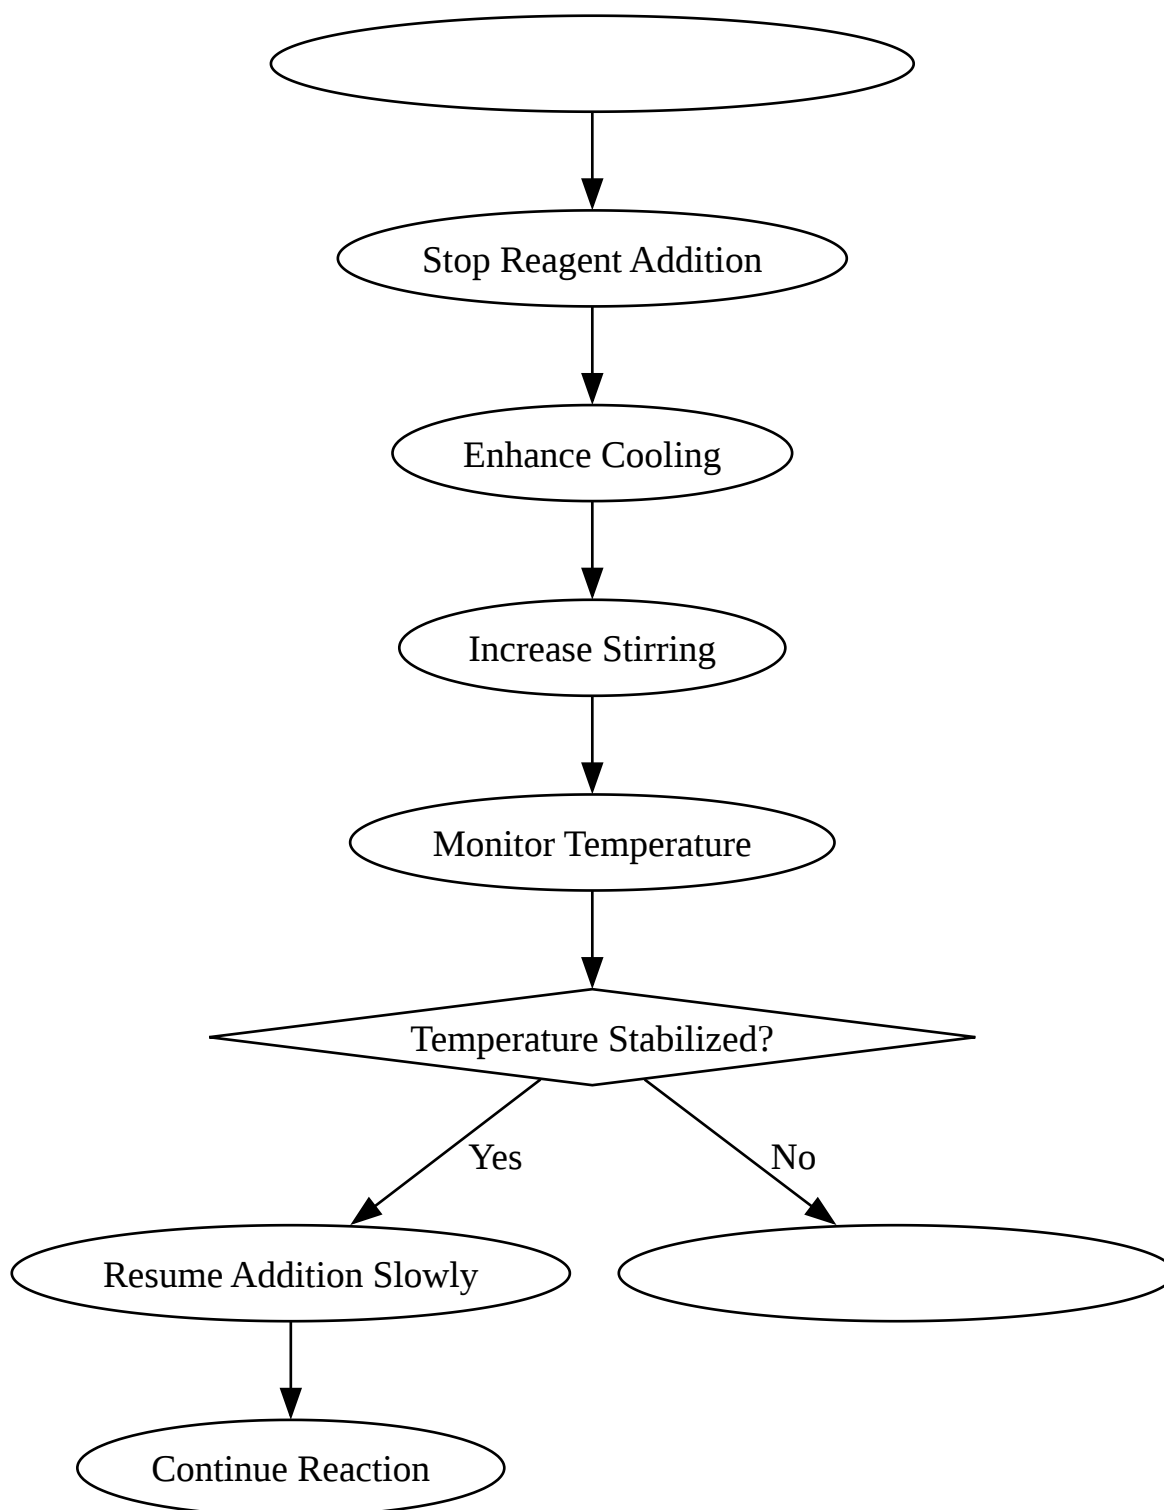 Stop Reagent Addition
Enhance Cooling
Increase Stirring
Monitor Temperature
Temperature Stabilized?
Yes
No
Resume Addition Slowly
Continue Reaction